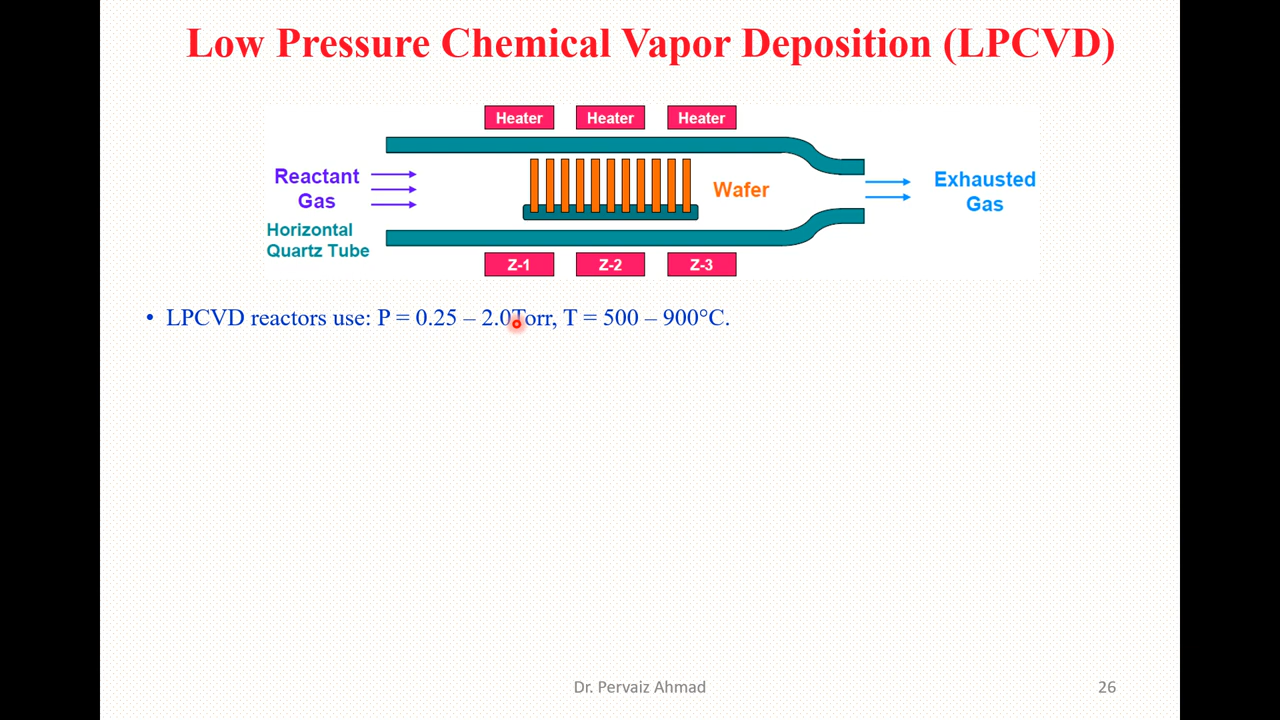 Low Pressure Chemical Vapor Deposition (LPCVD)
Heater Heater Heater
Reactant
Gas
Wafer
Exhausted
Gas
Horizontal
Quartz Tube
Z-1 Z-2 Z-3
• LPCVD reactors use: P = 0.25 – 2.0Torr, T = 500 – 900°C.
Dr. Pervaiz Ahmad 26